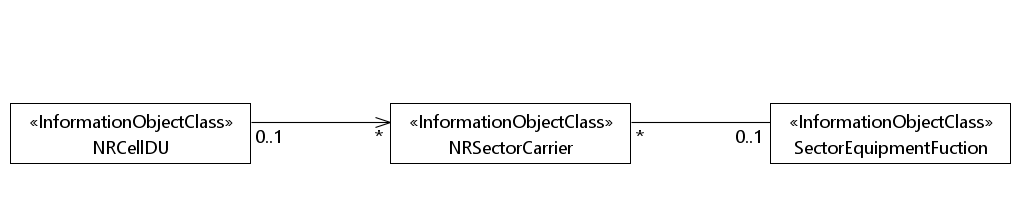 «InformationObjectClass»
NRCellDU
0..1
*
«InformationObjectClass»
NRSectorCarrier
*
0..1
«InformationObjectClass»
SectorEquipmentFuction